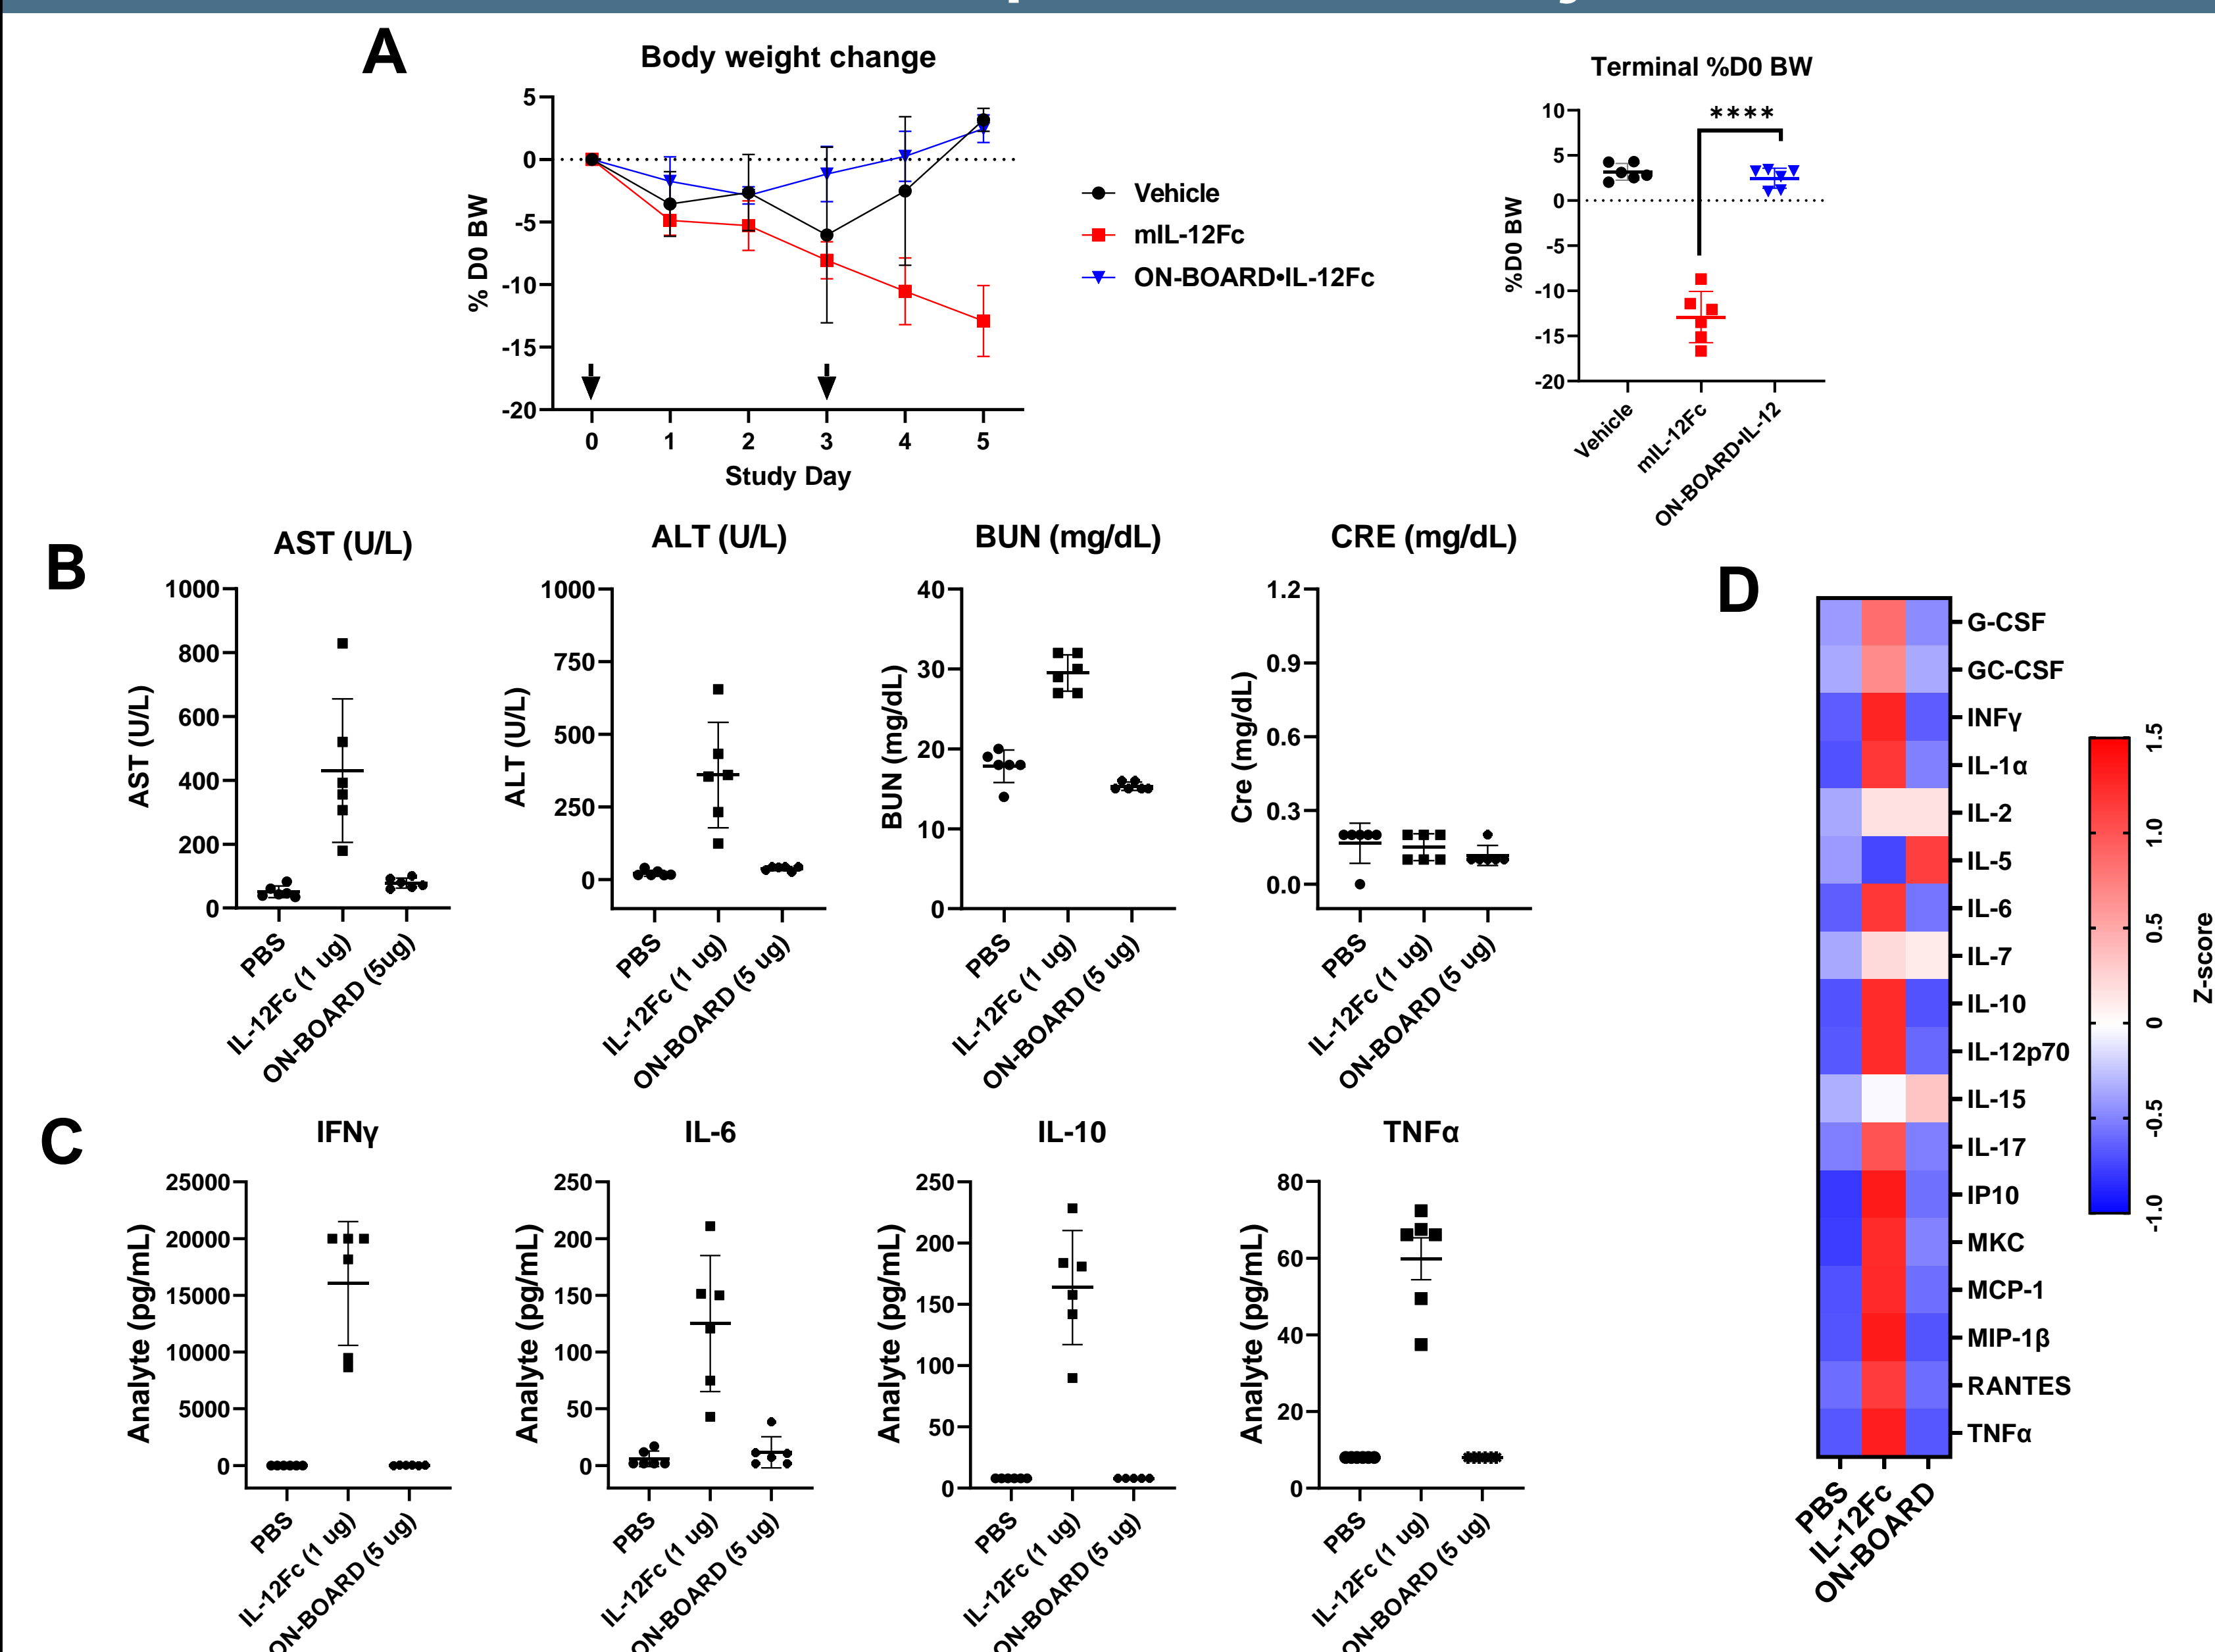 A
Body weight change
% D0 BW
5
0
-5
-10
-15
-20
0 1 2 3 4 5
Study Day
Vehicle
mIL-12Fc
ON-BOARD•IL-12Fc
Terminal %D0 BW
****
%D0 BW
10
5
0
-5
-10
-15
-20
Vehicle
mIL-12Fc
ON-BOARD•IL-12
B
AST (U/L)
AST (U/L)
1000
800
600
400
200
0
PBS
IL-12Fc (1 ug)
ON-BOARD (5ug)
ALT (U/L)
ALT (U/L)
1000
750
500
250
0
PBS
IL-12Fc (1 ug)
ON-BOARD (5 ug)
BUN (mg/dL)
BUN (mg/dL)
40
30
20
10
0
PBS
IL-12Fc (1 ug)
ON-BOARD (5 ug)
CRE (mg/dL)
Cre (mg/dL)
1.2
0.9
0.6
0.3
0.0
PBS
IL-12Fc (1 ug)
ON-BOARD (5 ug)
C
IFNγ
Analyte (pg/mL)
25000
20000
15000
10000
5000
0
PBS
IL-12Fc (1 ug)
ON-BOARD (5 ug)
IL-6
Analyte (pg/mL)
250
200
150
100
50
0
PBS
IL-12Fc (1 ug)
ON-BOARD (5 ug)
IL-10
Analyte (pg/mL)
250
200
150
100
50
0
PBS
IL-12Fc (1 ug)
ON-BOARD (5 ug)
TNFα
Analyte (pg/mL)
80
60
40
20
0
PBS
IL-12Fc (1 ug)
ON-BOARD (5 ug)
D
G-CSF
GC-CSF
INFγ
IL-1α
IL-2
IL-5
IL-6
IL-7
IL-10
IL-12p70
IL-15
IL-17
IP10
MKC
MCP-1
MIP-1β
RANTES
TNFα
PBS
IL-12Fc
ON-BOARD
1.5
1.0
0.5
0
-0.5
-1.0
Z-score